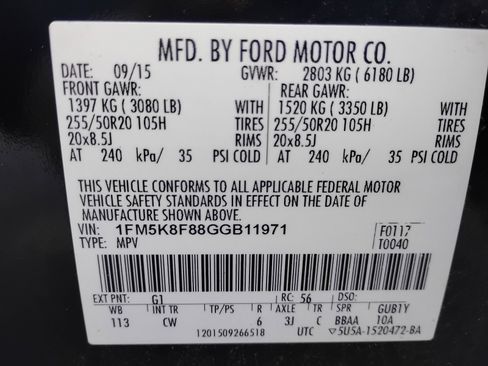 MFD. BY FORD MOTOR CO.
DATE: 09/15 GVWR: 2803 KG ( 6180 LB)
FRONT GAWR: REAR GAWR:
1397 KG ( 3080 LB) WITH 1520 KG ( 3350 LB) WITH
255/50R20 105H TIRES 255/50R20 105H TIRES
20x8.5J RIMS 20x8.5J RIMS
AT 240 kPa/ 35 PSI COLD AT 240 kPa/ 35 PSI COLD
THIS VEHICLE CONFORMS TO ALL APPLICABLE FEDERAL MOTOR
VEHICLE SAFETY STANDARDS IN EFFECT ON THE DATE OF
MANUFACTURE SHOWN ABOVE.
VIN: 1FM5K8F88GGB11971 F0117
TYPE: MPV T0040
EXT PNT: G1 RC: 56 DSO:
WB INT TR TP/PS R AXLE TR SPR GUB1Y
113 CW 6 3J C BBAA 10A
1201509266518 UTC 5U5A-1520472-BA